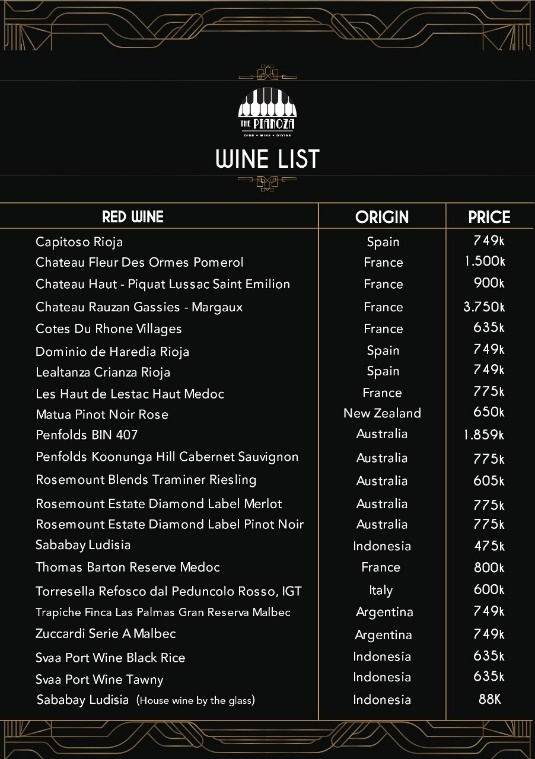 THE PIANOZA
DINE • WINE • DIVINE
WINE LIST
RED WINE ORIGIN PRICE
Capitoso Rioja Spain 749k
Chateau Fleur Des Ormes Pomerol France 1.500k
Chateau Haut - Piquat Lussac Saint Emilion France 900k
Chateau Rauzan Gassies - Margaux France 3.750k
Cotes Du Rhone Villages France 635k
Dominio de Haredia Rioja Spain 749k
Lealtanza Crianza Rioja Spain 749k
Les Haut de Lestac Haut Medoc France 775k
Matua Pinot Noir Rose New Zealand 650k
Penfolds BIN 407 Australia 1.859k
Penfolds Koonunga Hill Cabernet Sauvignon Australia 775k
Rosemount Blends Traminer Riesling Australia 605k
Rosemount Estate Diamond Label Merlot Australia 775k
Rosemount Estate Diamond Label Pinot Noir Australia 775k
Sababay Ludisia Indonesia 475k
Thomas Barton Reserve Medoc France 800k
Torresella Refosco dal Peduncolo Rosso, IGT Italy 600k
Trapiche Finca Las Palmas Gran Reserva Malbec Argentina 749k
Zuccardi Serie A Malbec Argentina 749k
Svaa Port Wine Black Rice Indonesia 635k
Svaa Port Wine Tawny Indonesia 635k
Sababay Ludisia (House wine by the glass) Indonesia 88K